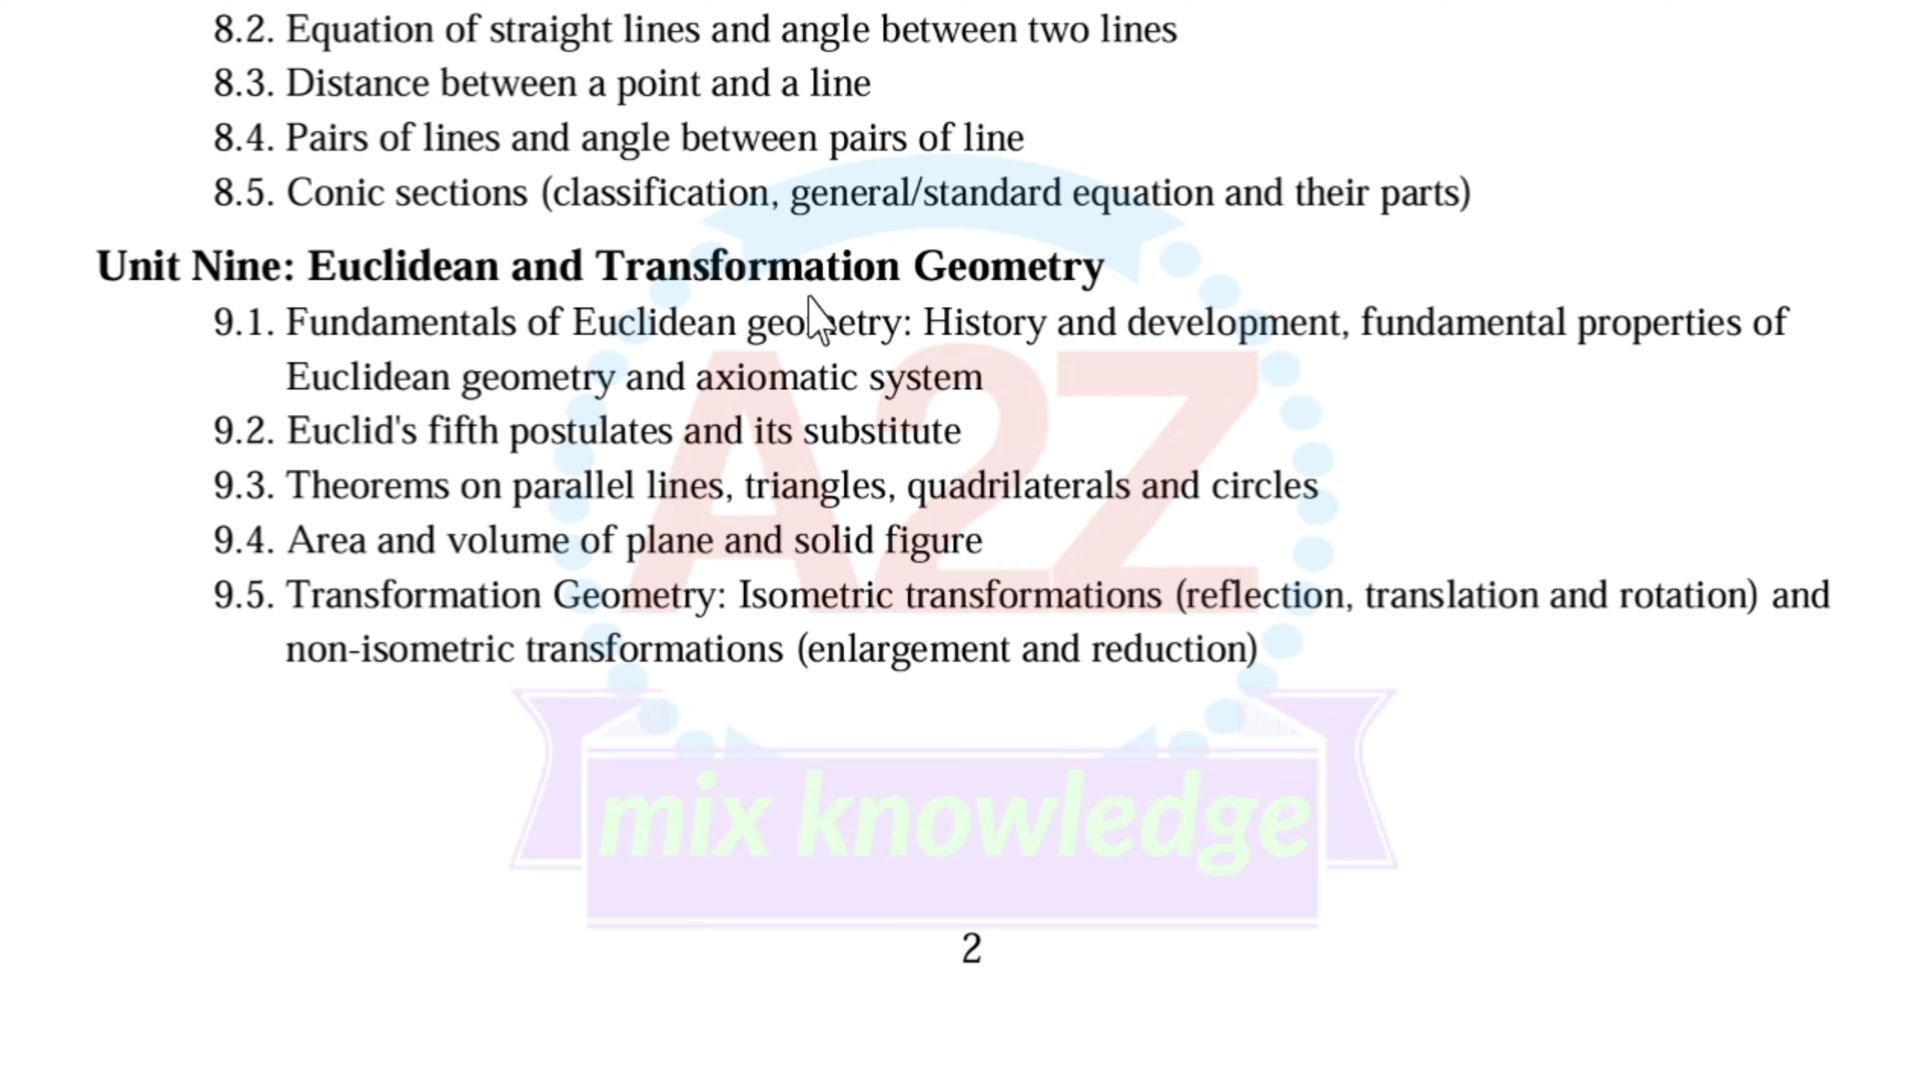 8.2. Equation of straight lines and angle between two lines
8.3. Distance between a point and a line
8.4. Pairs of lines and angle between pairs of line
8.5. Conic sections (classification, general/standard equation and their parts)
Unit Nine: Euclidean and Transformation Geometry
9.1. Fundamentals of Euclidean geometry: History and development, fundamental properties of
Euclidean geometry and axiomatic system
9.2. Euclid's fifth postulates and its substitute
9.3. Theorems on parallel lines, triangles, quadrilaterals and circles
9.4. Area and volume of plane and solid figure
9.5. Transformation Geometry: Isometric transformations (reflection, translation and rotation) and
non-isometric transformations (enlargement and reduction)
A2Z
mix knowledge
2